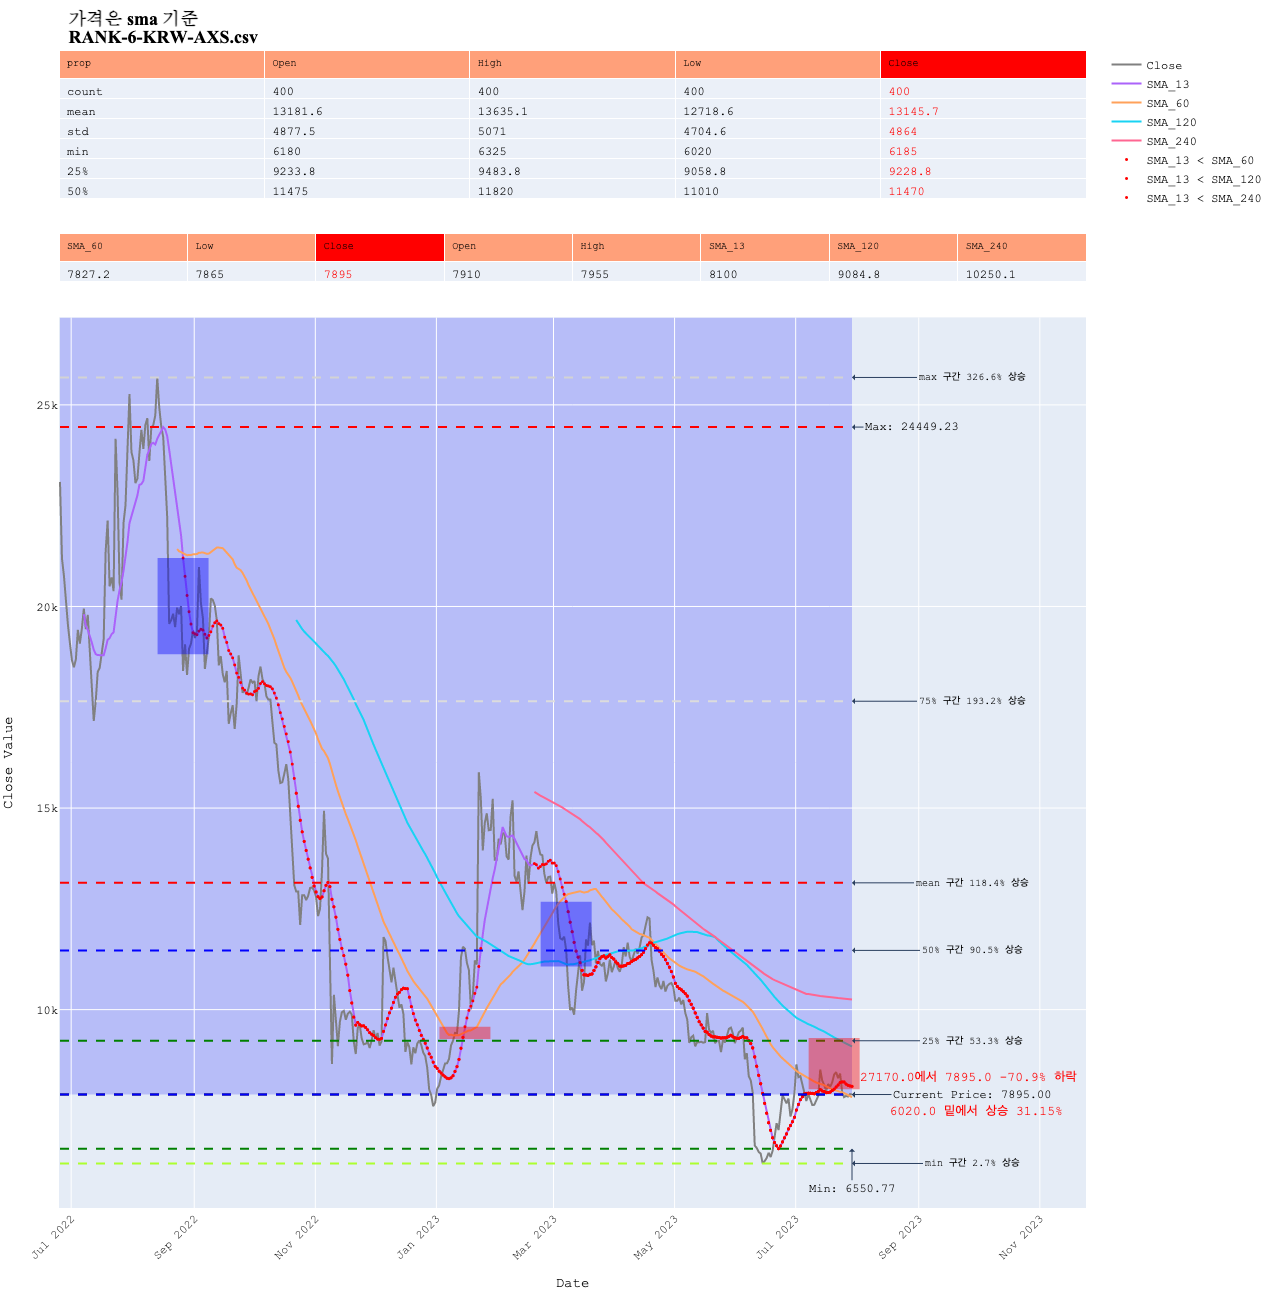 가격은 sma 기준
RANK-6-KRW-AXS.csv
prop Open High Low Close
count 400 400 400 400
mean 13181.6 13635.1 12718.6 13145.7
std 4877.5 5071 4704.6 4864
min 6180 6325 6020 6185
25% 9233.8 9483.8 9058.8 9228.8
50% 11475 11820 11010 11470
SMA_60 Low Close Open High SMA_13 SMA_120 SMA_240
7827.2 7865 7895 7910 7955 8100 9084.8 10250.1
Close
SMA_13
SMA_60
SMA_120
SMA_240
SMA_13 < SMA_60
SMA_13 < SMA_120
SMA_13 < SMA_240
max 구간 326.6% 상승
25k
Max: 24449.23
20k
75% 구간 193.2% 상승
15k
mean 구간 118.4% 상승
50% 구간 90.5% 상승
10k
25% 구간 53.3% 상승
27170.0에서 7895.0 -70.9% 하락
Current Price: 7895.00
6020.0 밑에서 상승 31.15%
min 구간 2.7% 상승
Min: 6550.77
Close Value
Jul 2022
Sep 2022
Nov 2022
Jan 2023
Mar 2023
May 2023
Jul 2023
Sep 2023
Nov 2023
Date